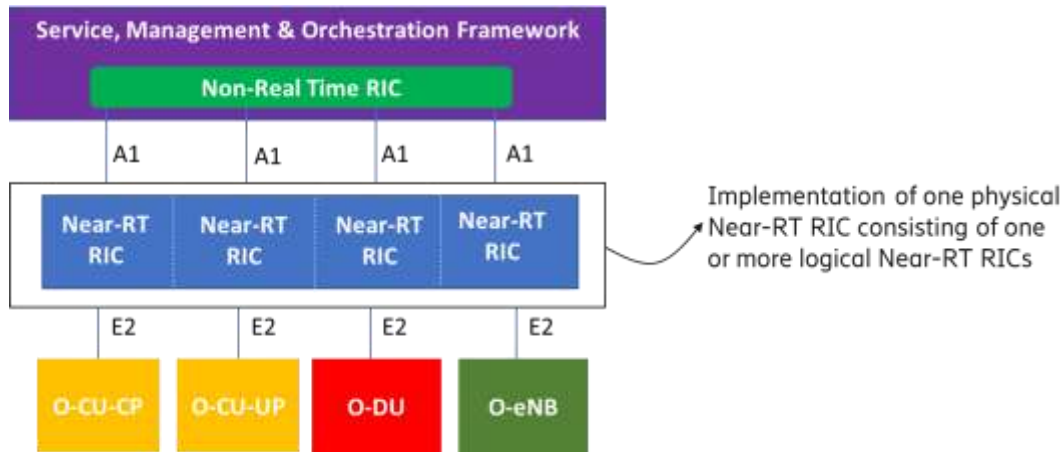 Service, Management & Orchestration Framework
Non-Real Time RIC
A1 A1 A1 A1
Near-RT RIC
Near-RT RIC
Near-RT RIC
Near-RT RIC
Implementation of one physical
Near-RT RIC consisting of one
or more logical Near-RT RICs
E2 E2 E2 E2
O-CU-CP O-CU-UP O-DU O-eNB